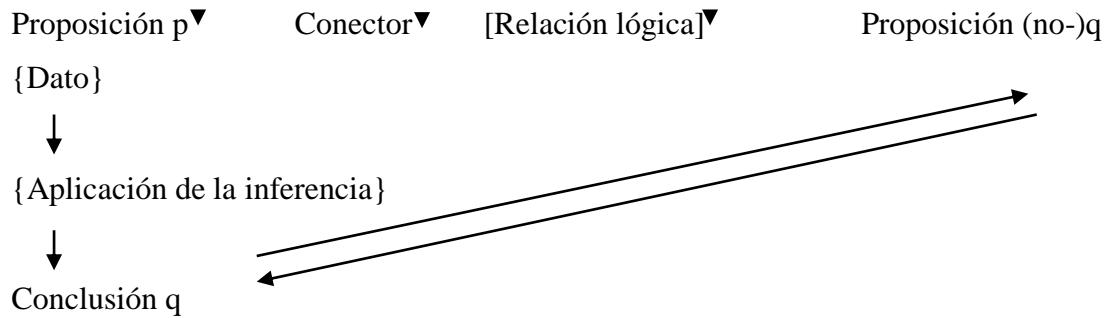 Proposición p▼ Conector▼ [Relación lógica]▼ Proposición (no-)q
{Dato}
{Aplicación de la inferencia}
Conclusión q